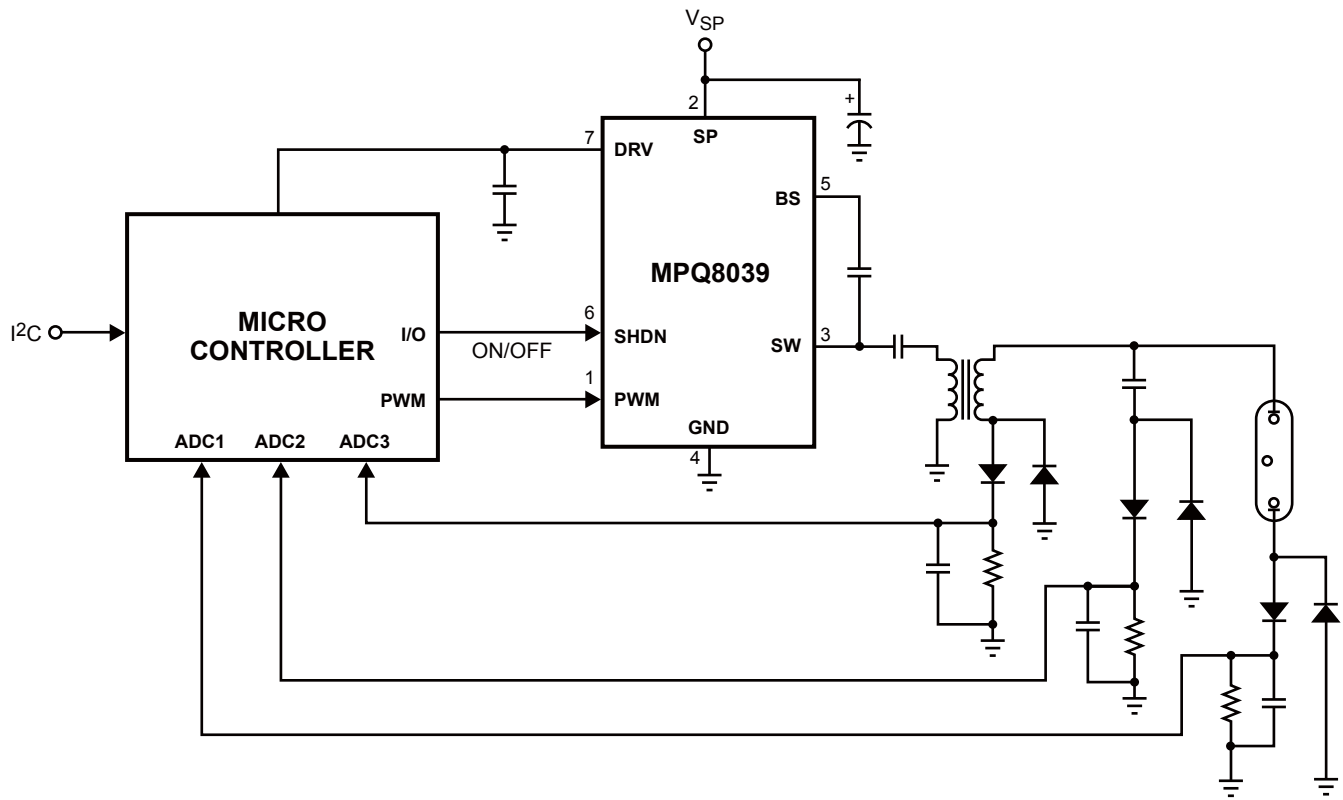 V_SP
2
SP
+
7
DRV
5
BS
MPQ8039
MICRO
CONTROLLER
I²C
I/O
6
SHDN
ON/OFF
3
SW
1
PWM
PWM
GND
4
ADC1 ADC2 ADC3